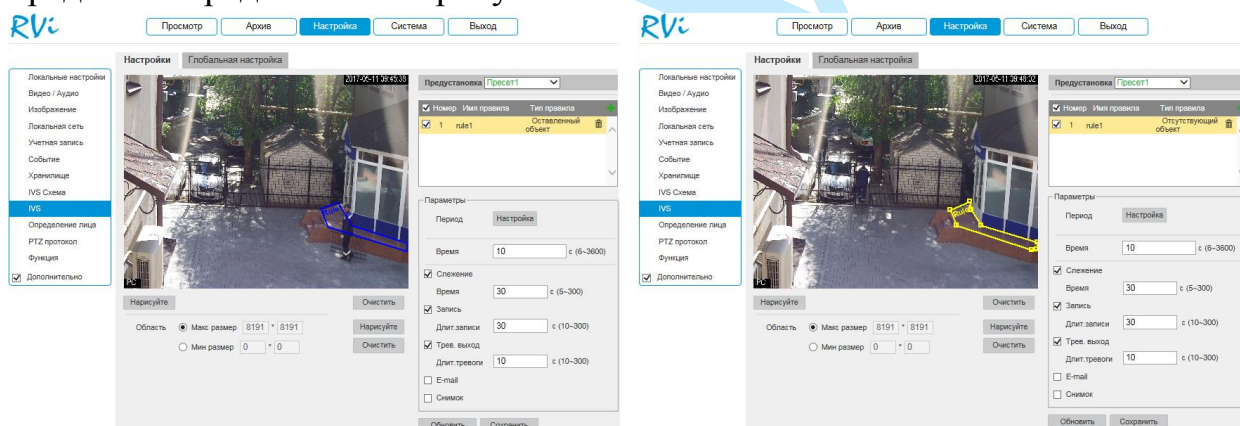 RVi
Просмотр Архив Настройка Система Выход
Настройки Глобальная настройка
Локальные настройки
Видео / Аудио
Изображение
Локальная сеть
Учетная запись
Событие
Хранилище
IVS Схема
IVS
Определение лица
PTZ протокол
Функция
Дополнительно
2017-05-11
PC
Rule1
Нарисуйте Очистить
Область Макс размер 8191 * 8191 Нарисуйте
Мин размер 0 * 0 Очистить
Предустановка Пресет1
Номер Имя правила Тип правила
1 rule1 Оставленный
объект
Параметры
Период Настройка
Время 10 с (6~3600)
Слежение
Время 30 с (5~300)
Запись
Длит.записи 30 с (10~300)
Трев. выход
Длит.тревоги 10 с (10~300)
E-mail
Снимок
Обновить Сохранить
RVi
Просмотр Архив Настройка Система Выход
Настройки Глобальная настройка
Локальные настройки
Видео / Аудио
Изображение
Локальная сеть
Учетная запись
Событие
Хранилище
IVS Схема
IVS
Определение лица
PTZ протокол
Функция
Дополнительно
2017-05-11
PC
Нарисуйте Очистить
Область Макс размер 8191 * 8191 Нарисуйте
Мин размер 0 * 0 Очистить
Предустановка Пресет1
Номер Имя правила Тип правила
1 rule1 Отсутствующий
объект
Параметры
Период Настройка
Время 10 с (6~3600)
Слежение
Время 30 с (5~300)
Запись
Длит.записи 30 с (10~300)
Трев. выход
Длит.тревоги 10 с (10~300)
E-mail
Снимок
Обновить Сохранить